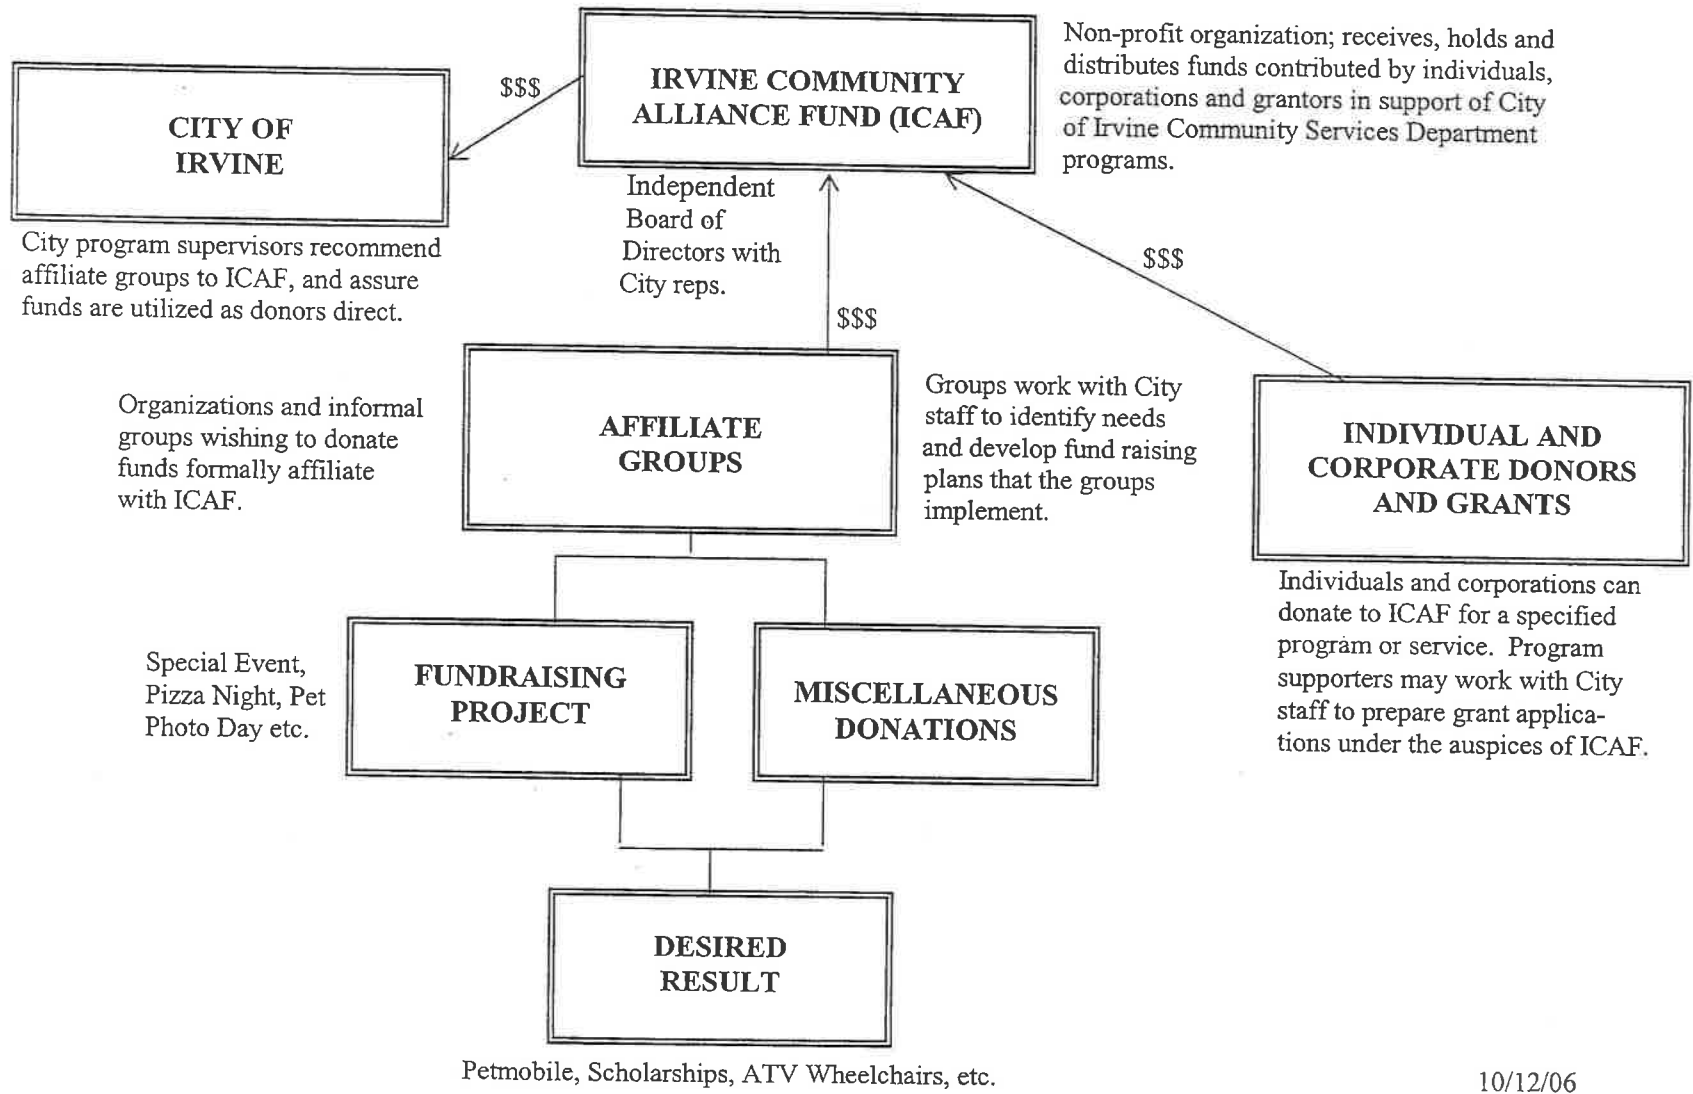 Non-profit organization; receives, holds and
distributes funds contributed by individuals,
corporations and grantors in support of City
of Irvine Community Services Department
programs.
IRVINE COMMUNITY
ALLIANCE FUND (ICAF)
$$$
CITY OF
IRVINE
Independent
Board of
Directors with
City reps.
City program supervisors recommend
affiliate groups to ICAF, and assure
funds are utilized as donors direct.
$$$
$$$
Organizations and informal
groups wishing to donate
funds formally affiliate
with ICAF.
AFFILIATE
GROUPS
Groups work with City
staff to identify needs
and develop fund raising
plans that the groups
implement.
INDIVIDUAL AND
CORPORATE DONORS
AND GRANTS
Individuals and corporations can
donate to ICAF for a specified
program or service. Program
supporters may work with City
staff to prepare grant applica-
tions under the auspices of ICAF.
Special Event,
Pizza Night, Pet
Photo Day etc.
FUNDRAISING
PROJECT
MISCELLANEOUS
DONATIONS
DESIRED
RESULT
Petmobile, Scholarships, ATV Wheelchairs, etc.
10/12/06